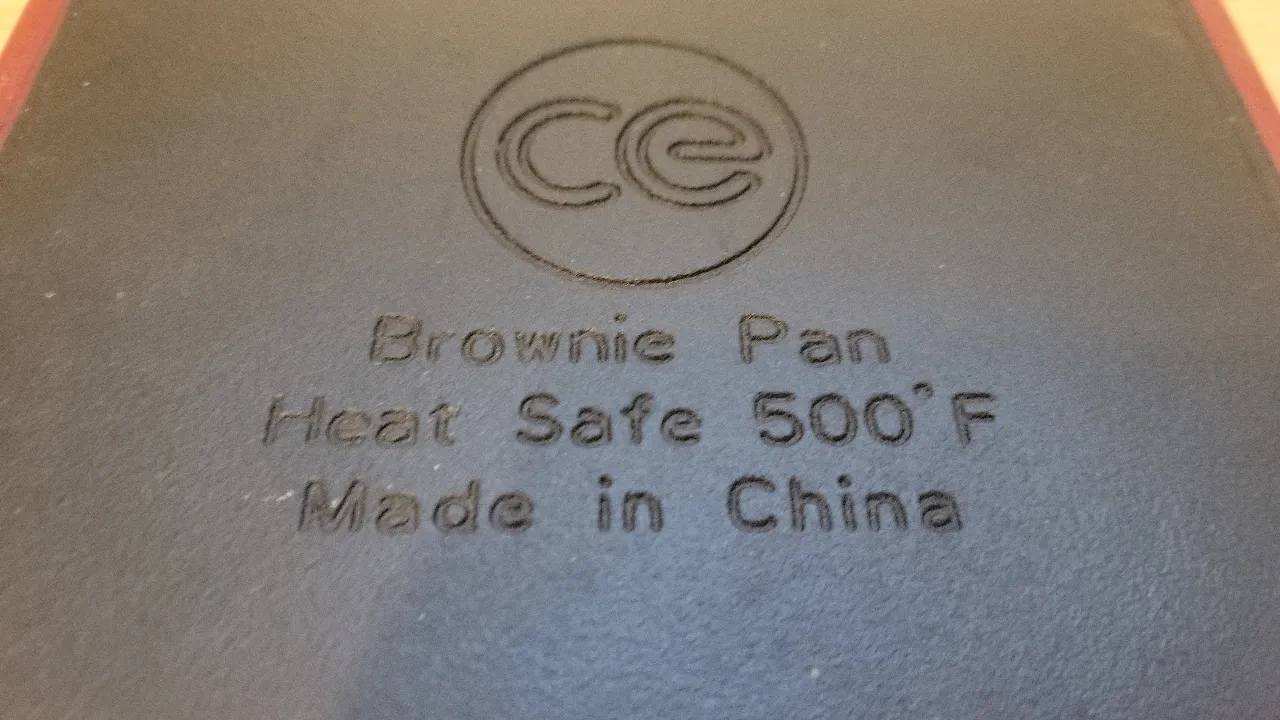 ce
Brownie Pan
Heat Safe 500°F
Made in China